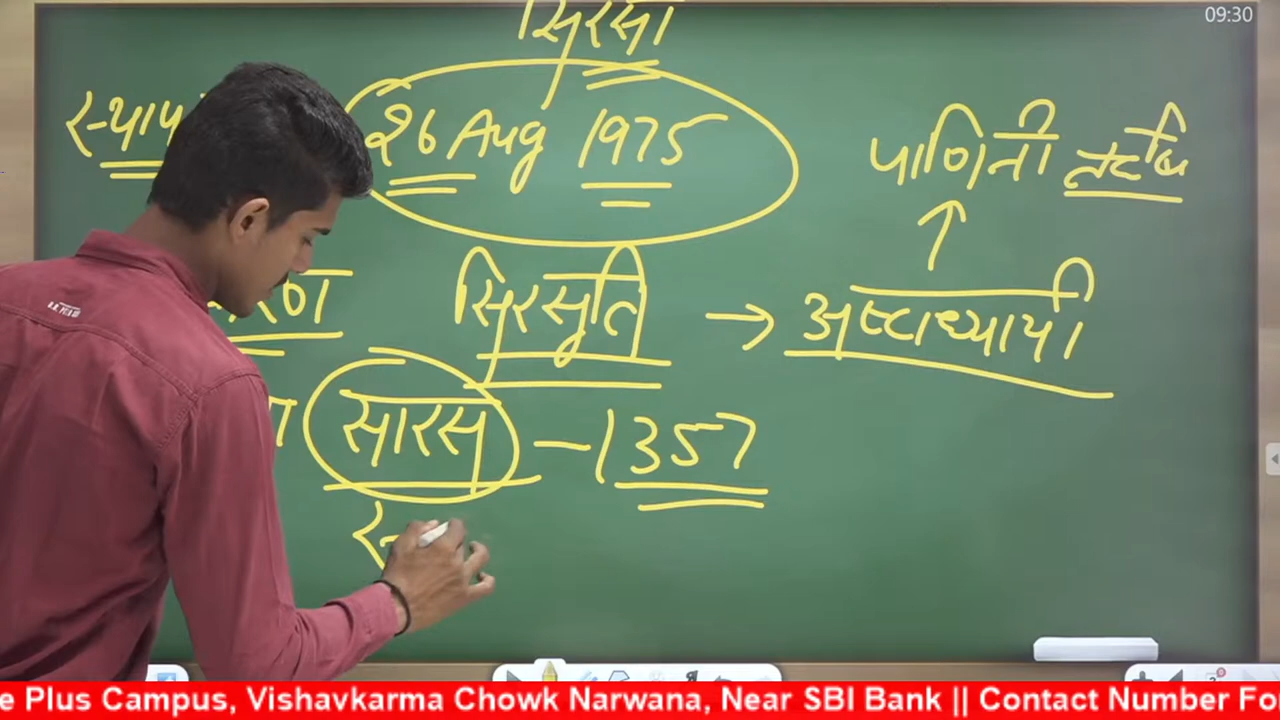 09:30
सिरसा
26 Aug 1975
पाणिनी
सिरसुति → अष्टाध्यायी
सारस - 1357
e Plus Campus, Vishavkarma Chowk Narwana, Near SBI Bank || Contact Number Fo